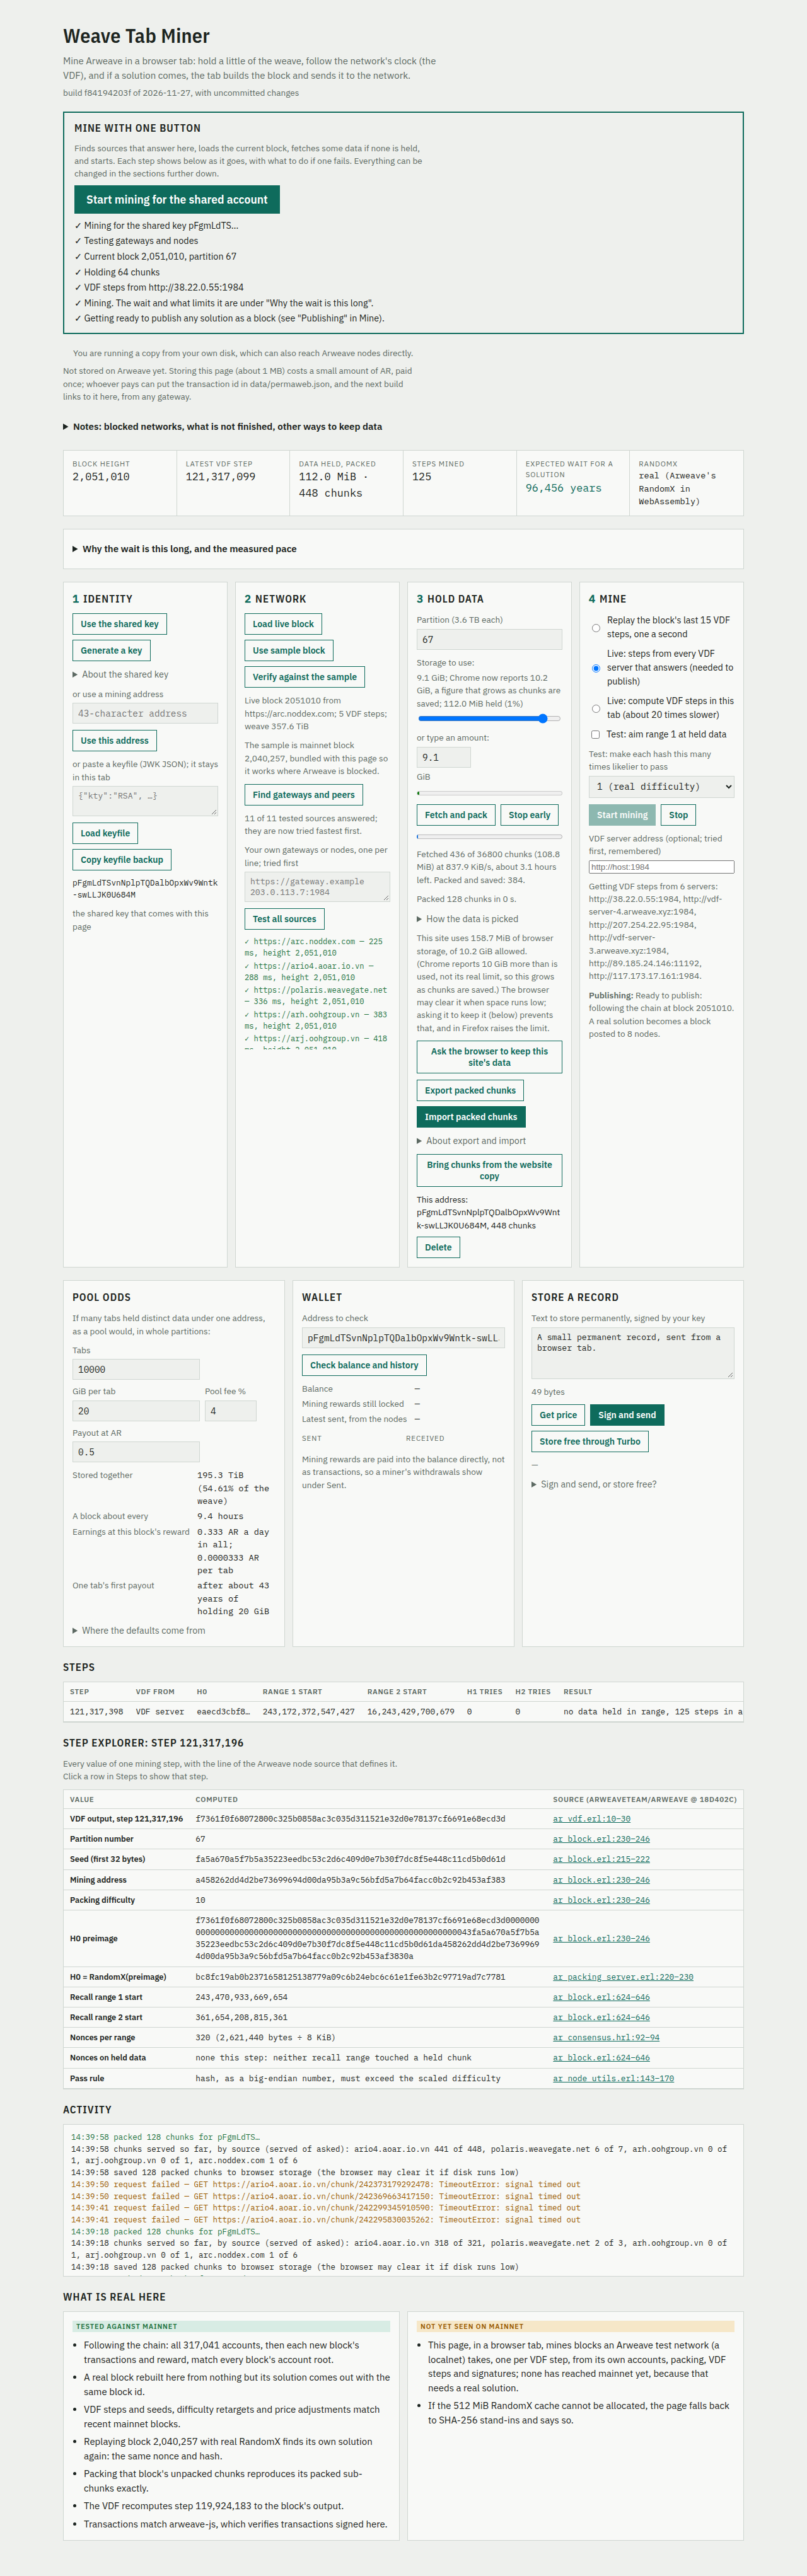 Weave Tab Miner
Mine Arweave in a browser tab: hold a little of the weave, follow the network's clock (the
VDF), and if a solution comes, the tab builds the block and sends it to the network.
build f84194203f of 2026-11-27, with uncommitted changes
MINE WITH ONE BUTTON
Finds sources that answer here, loads the current block, fetches some data if none is held,
and starts. Each step shows below as it goes, with what to do if one fails. Everything can be
changed in the sections further down.
Start mining for the shared account
✓ Mining for the shared key pFgmLdTS…
✓ Testing gateways and nodes
✓ Current block 2,051,010, partition 67
✓ Holding 64 chunks
✓ VDF steps from http://38.22.0.55:1984
✓ Mining. The wait and what limits it are under "Why the wait is this long".
✓ Getting ready to publish any solution as a block (see "Publishing" in Mine).
You are running a copy from your own disk, which can also reach Arweave nodes directly.
Not stored on Arweave yet. Storing this page (about 1 MB) costs a small amount of AR, paid
once; whoever pays can put the transaction id in data/permaweb.json, and the next build
links to it here, from any gateway.
▶ Notes: blocked networks, what is not finished, other ways to keep data
BLOCK HEIGHT
2,051,010
LATEST VDF STEP
121,317,099
DATA HELD, PACKED
112.0 MiB ·
448 chunks
STEPS MINED
125
EXPECTED WAIT FOR A
SOLUTION
96,456 years
RANDOMX
real (Arweave's
RandomX in
WebAssembly)
▶ Why the wait is this long, and the measured pace
1 IDENTITY
Use the shared key
Generate a key
▶ About the shared key
or use a mining address
43-character address
Use this address
or paste a keyfile (JWK JSON); it stays
in this tab
{"kty":"RSA", …}
Load keyfile
Copy keyfile backup
pFgmLdTSvnNplpTQDalbOpxWv9Wntk
-swLLJK0U684M
the shared key that comes with this
page
2 NETWORK
Load live block
Use sample block
Verify against the sample
Live block 2051010 from
https://arc.noddex.com; 5 VDF steps;
weave 357.6 TiB
The sample is mainnet block
2,040,257, bundled with this page so
it works where Arweave is blocked.
Find gateways and peers
11 of 11 tested sources answered;
they are now tried fastest first.
Your own gateways or nodes, one per
line; tried first
https://gateway.example
203.0.113.7:1984
Test all sources
✓ https://arc.noddex.com — 225
ms, height 2,051,010
✓ https://ario4.aoar.io.vn —
288 ms, height 2,051,010
✓ https://polaris.weavegate.net
— 336 ms, height 2,051,010
✓ https://arh.oohgroup.vn — 383
ms, height 2,051,010
✓ https://arj.oohgroup.vn — 418
3 HOLD DATA
Partition (3.6 TB each)
67
Storage to use:
9.1 GiB; Chrome now reports 10.2
GiB, a figure that grows as chunks are
saved; 112.0 MiB held (1%)
or type an amount:
9.1
GiB
Fetch and pack
Stop early
Fetched 436 of 36800 chunks (108.8
MiB) at 837.9 KiB/s, about 3.1 hours
left. Packed and saved: 384.
Packed 128 chunks in 0 s.
▶ How the data is picked
This site uses 158.7 MiB of browser
storage, of 10.2 GiB allowed.
(Chrome reports 10 GiB more than is
used, not its real limit, so this grows
as chunks are saved.) The browser
may clear it when space runs low;
asking it to keep it (below) prevents
that, and in Firefox raises the limit.
Ask the browser to keep this
site's data
Export packed chunks
Import packed chunks
▶ About export and import
Bring chunks from the website
copy
This address:
pFgmLdTSvnNplpTQDalbOpxWv9Wnt
k-swLLJK0U684M, 448 chunks
Delete
4 MINE
Replay the block's last 15 VDF
steps, one a second
Live: steps from every VDF
server that answers (needed to
publish)
Live: compute VDF steps in this
tab (about 20 times slower)
Test: aim range 1 at held data
Test: make each hash this many
times likelier to pass
1 (real difficulty)
Start mining
Stop
VDF server address (optional; tried
first, remembered)
http://host:1984
Getting VDF steps from 6 servers:
http://38.22.0.55:1984, http://vdf-
server-4.arweave.xyz:1984,
http://207.254.22.95:1984,
http://vdf-server-
3.arweave.xyz:1984,
http://89.185.24.146:11192,
http://117.173.17.161:1984.
Publishing: Ready to publish:
following the chain at block 2051010.
A real solution becomes a block
posted to 8 nodes.
POOL ODDS
If many tabs held distinct data under one address,
as a pool would, in whole partitions:
Tabs
10000
GiB per tab
Pool fee %
20
4
Payout at AR
0.5
Stored together
195.3 TiB
(54.61% of the
weave)
A block about every
9.4 hours
Earnings at this block's reward
0.333 AR a day
in all;
0.0000333 AR
per tab
One tab's first payout
after about 43
years of
holding 20 GiB
▶ Where the defaults come from
WALLET
Address to check
pFgmLdTSvnNplpTQDalbOpxWv9Wntk-swLL
Check balance and history
Balance —
Mining rewards still locked —
Latest sent, from the nodes —
SENT RECEIVED
Mining rewards are paid into the balance directly, not
as transactions, so a miner's withdrawals show
under Sent.
STORE A RECORD
Text to store permanently, signed by your key
A small permanent record, sent from a
browser tab.
49 bytes
Get price
Sign and send
Store free through Turbo
—
▶ Sign and send, or store free?
STEPS
STEP VDF FROM H0 RANGE 1 START RANGE 2 START H1 TRIES H2 TRIES RESULT
121,317,398 VDF server eaecd3cbf8… 243,172,372,547,427 16,243,429,700,679 0 0 no data held in range, 125 steps in a
STEP EXPLORER: STEP 121,317,196
Every value of one mining step, with the line of the Arweave node source that defines it.
Click a row in Steps to show that step.
VALUE COMPUTED SOURCE (ARWEAVETEAM/ARWEAVE @ 18D402C)
VDF output, step 121,317,196 f7361f0f68072800c325b0858ac3c035d311521e32d0e78137cf6691e68ecd3d ar_vdf.erl:10–30
Partition number 67 ar_block.erl:230–246
Seed (first 32 bytes) fa5a670a5f7b5a35223eedbc53c2d6c409d0e7b30f7dc8f5e448c11cd5b0d61d ar_block.erl:215–222
Mining address a458262dd4d2be73699694d00da95b3a9c56bfd5a7b64facc0b2c92b453af383 ar_block.erl:230–246
Packing difficulty 10 ar_block.erl:230–246
H0 preimage
f7361f0f68072800c325b0858ac3c035d311521e32d0e78137cf6691e68ecd3d0000000
000000000000000000000000000000000000000000000000000000043fa5a670a5f7b5a
35223eedbc53c2d6c409d0e7b30f7dc8f5e448c11cd5b0d61da458262dd4d2be7369969
4d00da95b3a9c56bfd5a7b64facc0b2c92b453af3830a
ar_block.erl:230–246
H0 = RandomX(preimage) bc8fc19ab0b2371658125138779a09c6b24ebc6c61e1fe63b2c97719ad7c7781 ar_packing_server.erl:220–230
Recall range 1 start 243,470,933,669,654 ar_block.erl:624–646
Recall range 2 start 361,654,208,815,361 ar_block.erl:624–646
Nonces per range 320 (2,621,440 bytes ÷ 8 KiB) ar_consensus.hrl:92–94
Nonces on held data none this step: neither recall range touched a held chunk ar_block.erl:624–646
Pass rule hash, as a big-endian number, must exceed the scaled difficulty ar_node_utils.erl:143–170
ACTIVITY
14:39:58 packed 128 chunks for pFgmLdTS…
14:39:58 chunks served so far, by source (served of asked): ario4.aoar.io.vn 441 of 448, polaris.weavegate.net 6 of 7, arh.oohgroup.vn 0 of
1, arj.oohgroup.vn 0 of 1, arc.noddex.com 1 of 6
14:39:58 saved 128 packed chunks to browser storage (the browser may clear it if disk runs low)
14:39:50 request failed — GET https://ario4.aoar.io.vn/chunk/242373179292478: TimeoutError: signal timed out
14:39:50 request failed — GET https://ario4.aoar.io.vn/chunk/242369663417150: TimeoutError: signal timed out
14:39:41 request failed — GET https://ario4.aoar.io.vn/chunk/242299345910590: TimeoutError: signal timed out
14:39:41 request failed — GET https://ario4.aoar.io.vn/chunk/242295830035262: TimeoutError: signal timed out
14:39:18 packed 128 chunks for pFgmLdTS…
14:39:18 chunks served so far, by source (served of asked): ario4.aoar.io.vn 318 of 321, polaris.weavegate.net 2 of 3, arh.oohgroup.vn 0 of
1, arj.oohgroup.vn 0 of 1, arc.noddex.com 1 of 6
14:39:18 saved 128 packed chunks to browser storage (the browser may clear it if disk runs low)
WHAT IS REAL HERE
TESTED AGAINST MAINNET
• Following the chain: all 317,041 accounts, then each new block's
transactions and reward, match every block's account root.
• A real block rebuilt here from nothing but its solution comes out with the
same block id.
• VDF steps and seeds, difficulty retargets and price adjustments match
recent mainnet blocks.
• Replaying block 2,040,257 with real RandomX finds its own solution
again: the same nonce and hash.
• Packing that block's unpacked chunks reproduces its packed sub-
chunks exactly.
• The VDF recomputes step 119,924,183 to the block's output.
• Transactions match arweave-js, which verifies transactions signed here.
NOT YET SEEN ON MAINNET
• This page, in a browser tab, mines blocks an Arweave test network (a
localnet) takes, one per VDF step, from its own accounts, packing, VDF
steps and signatures; none has reached mainnet yet, because that
needs a real solution.
• If the 512 MiB RandomX cache cannot be allocated, the page falls back
to SHA-256 stand-ins and says so.